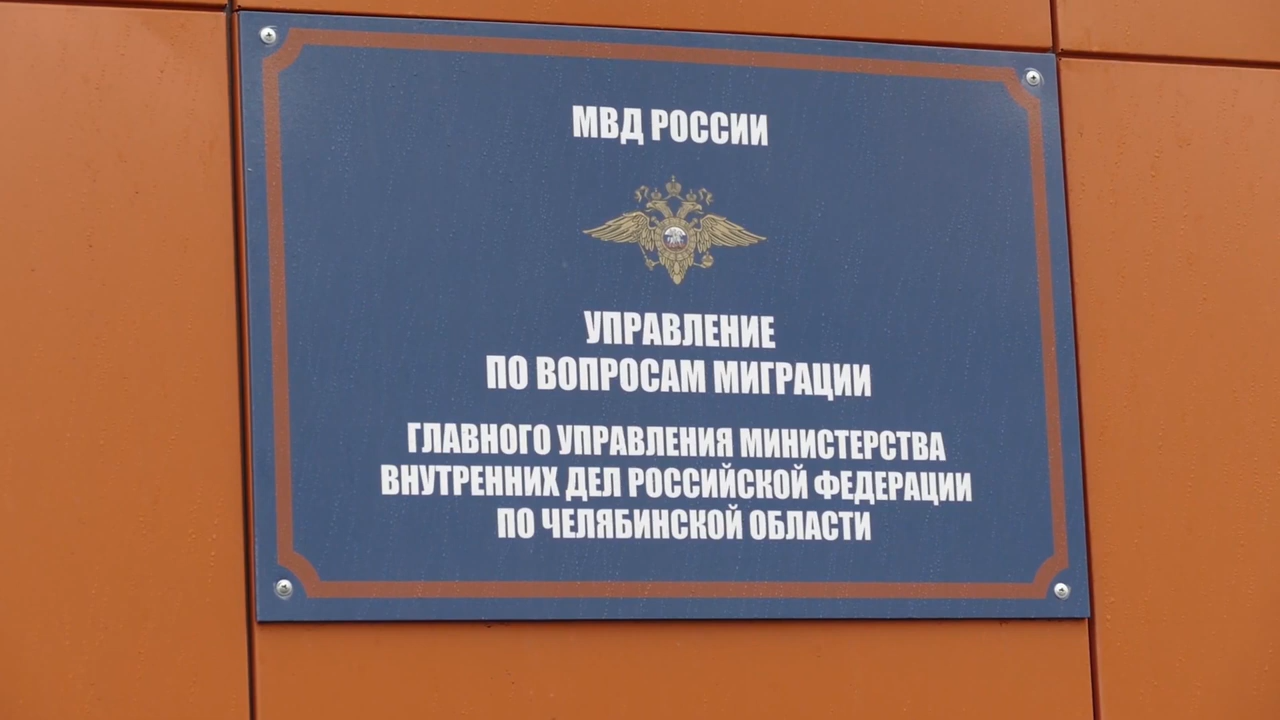 МВД РОССИИ
УПРАВЛЕНИЕ
ПО ВОПРОСАМ МИГРАЦИИ
ГЛАВНОГО УПРАВЛЕНИЯ МИНИСТЕРСТВА
ВНУТРЕННИХ ДЕЛ РОССИЙСКОЙ ФЕДЕРАЦИИ
ПО ЧЕЛЯБИНСКОЙ ОБЛАСТИ